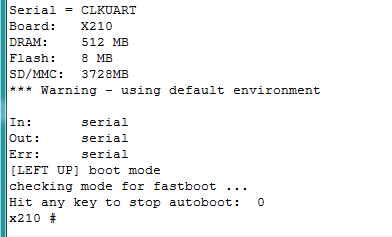 Serial = CLKUART
Board:   X210
DRAM:    512 MB
Flash:   8 MB
SD/MMC:  3728MB
*** Warning - using default environment
In:      serial
Out:     serial
Err:     serial
[LEFT UP] boot mode
checking mode for fastboot ...
Hit any key to stop autoboot:  0
x210 #